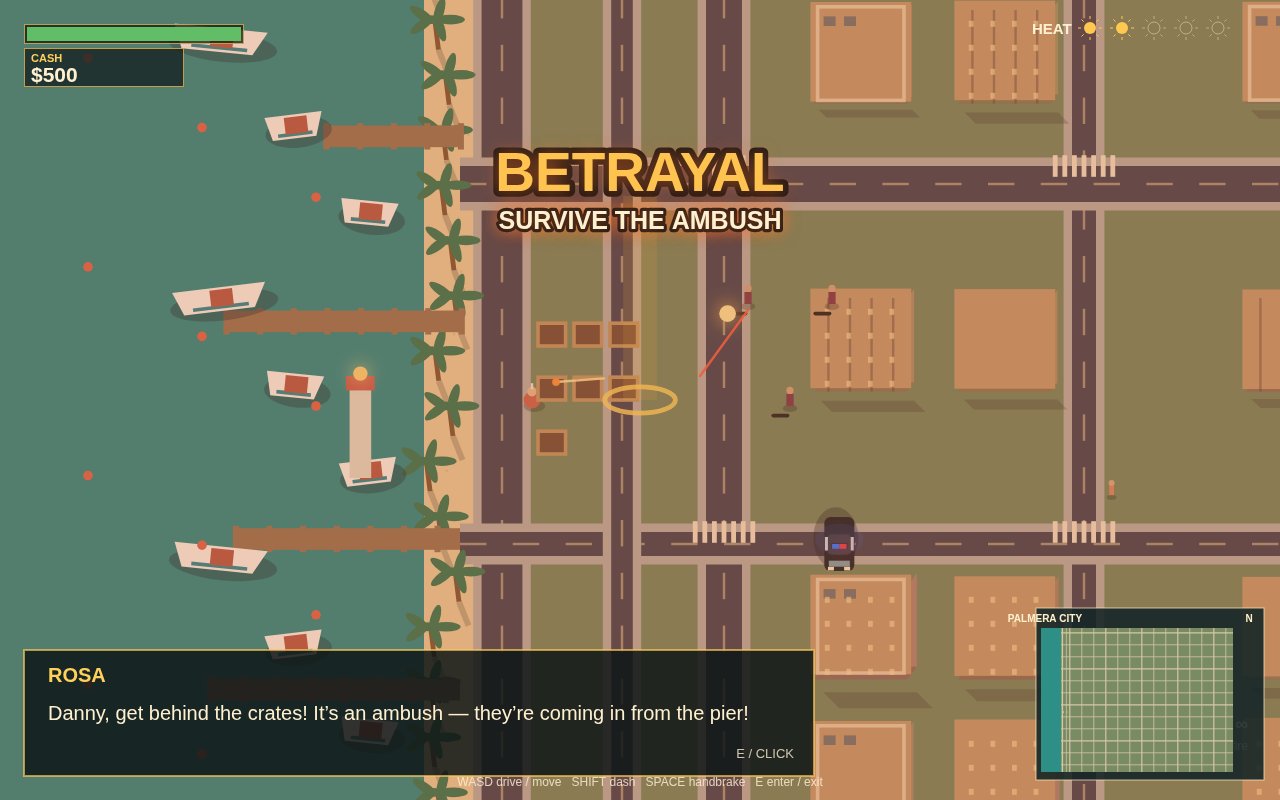 CASH
$500
HEAT
BETRAYAL
SURVIVE THE AMBUSH
PALMERA CITY
N
ROSA
Danny, get behind the crates! It’s an ambush — they’re coming in from the pier!
E / CLICK
WASD drive / move SHIFT dash SPACE handbrake E enter / exit